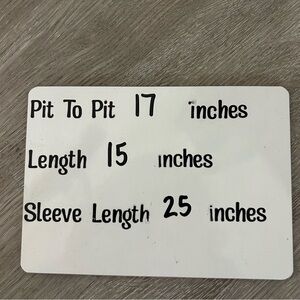 Pit To Pit 17 inches
Length 15 inches
Sleeve Length 25 inches